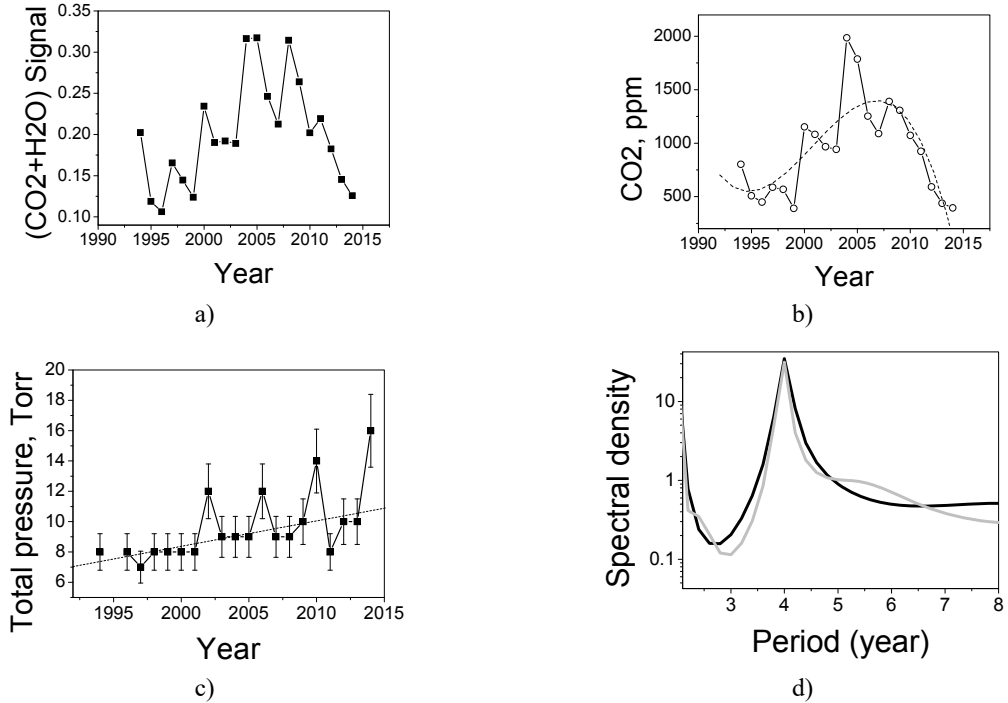 0.35
0.30
0.25
0.20
0.15
0.10
(CO2+H2O) Signal
1990 1995 2000 2005 2010 2015
Year
a)
2000
1500
1000
500
CO2, ppm
1990 1995 2000 2005 2010 2015
Year
b)
20
18
16
14
12
10
8
6
Total pressure, Torr
1995 2000 2005 2010 2015
Year
c)
10
1
0.1
Spectral density
3 4 5 6 7 8
Period (year)
d)